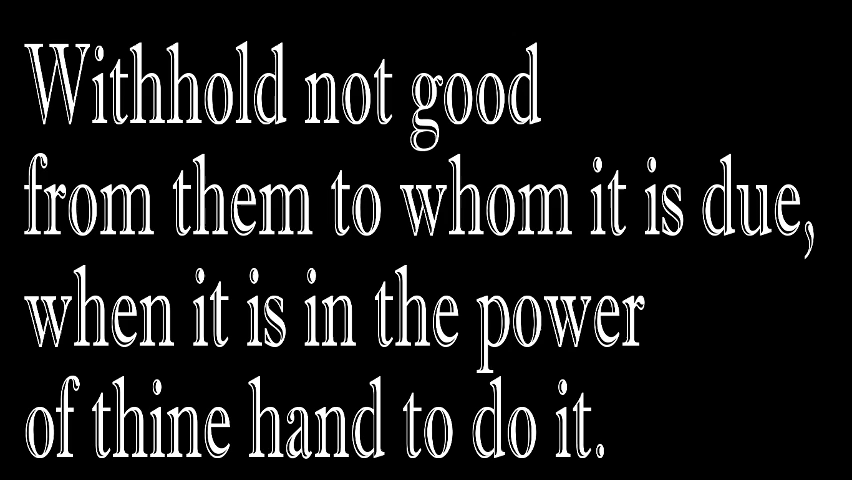 Withhold not good
from them to whom it is due,
when it is in the power
of thine hand to do it.